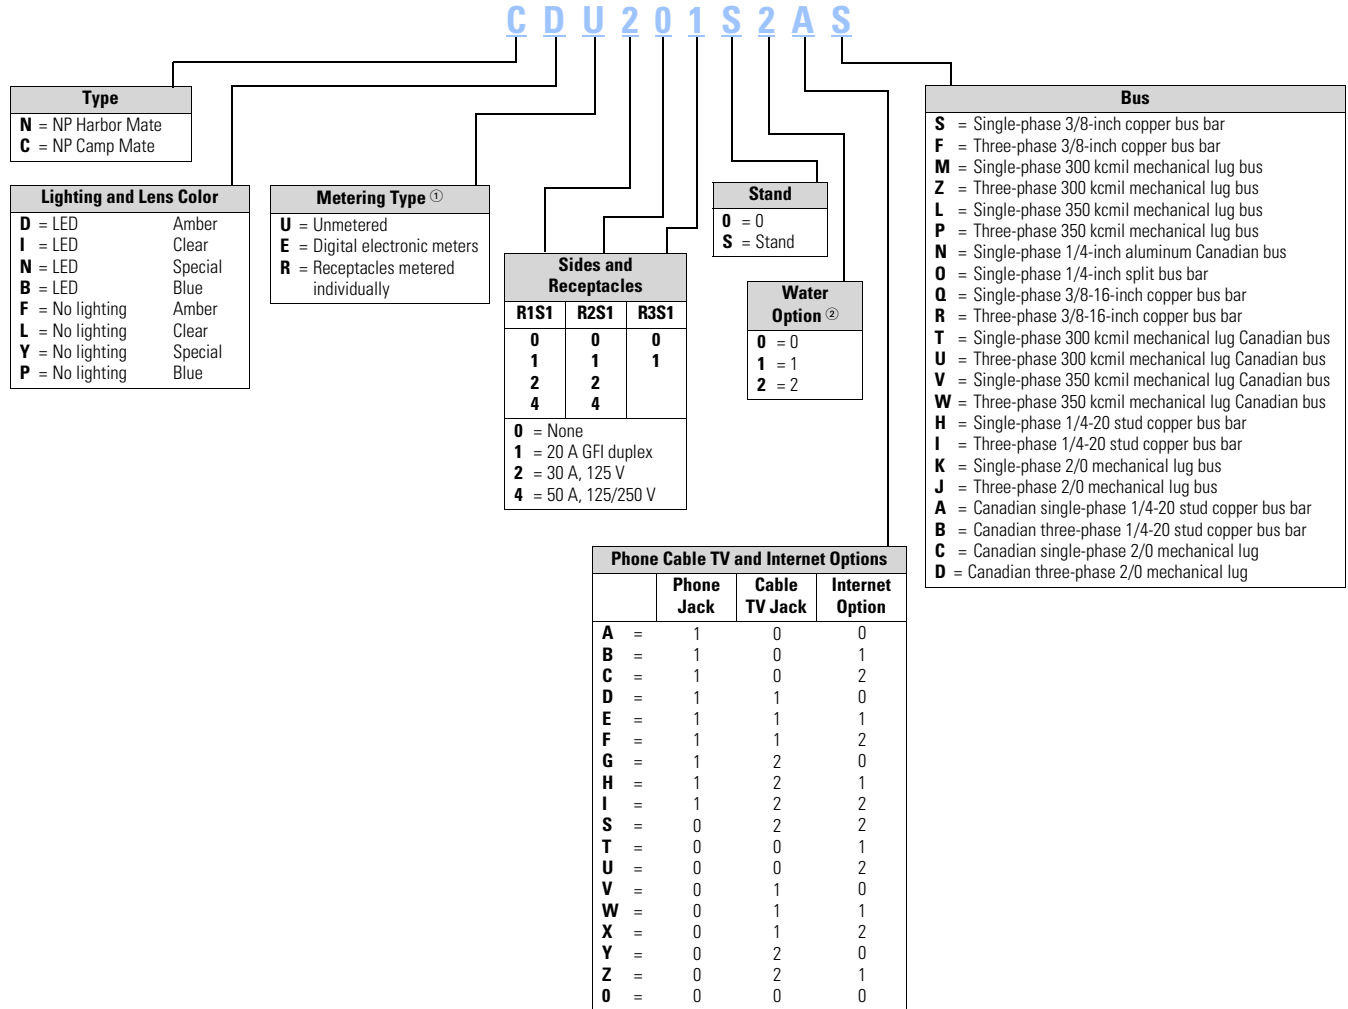 C D U 2 0 1 S 2 A S
Type
N = NP Harbor Mate
C = NP Camp Mate
Lighting and Lens Color
D = LED Amber
I = LED Clear
N = LED Special
B = LED Blue
F = No lighting Amber
L = No lighting Clear
Y = No lighting Special
P = No lighting Blue
Metering Type ①
U = Unmetered
E = Digital electronic meters
R = Receptacles metered
individually
Sides and
Receptacles
R1S1 R2S1 R3S1
0 0 0
1 1 1
2 2
4 4
0 = None
1 = 20 A GFI duplex
2 = 30 A, 125 V
4 = 50 A, 125/250 V
Stand
0 = 0
S = Stand
Water
Option ②
0 = 0
1 = 1
2 = 2
Phone Cable TV and Internet Options
Phone Cable Internet
Jack TV Jack Option
A = 1 0 0
B = 1 0 1
C = 1 0 2
D = 1 1 0
E = 1 1 1
F = 1 1 2
G = 1 2 0
H = 1 2 1
I = 1 2 2
S = 0 2 2
T = 0 0 1
U = 0 0 2
V = 0 1 0
W = 0 1 1
X = 0 1 2
Y = 0 2 0
Z = 0 2 1
0 = 0 0 0
Bus
S = Single-phase 3/8-inch copper bus bar
F = Three-phase 3/8-inch copper bus bar
M = Single-phase 300 kcmil mechanical lug bus
Z = Three-phase 300 kcmil mechanical lug bus
L = Single-phase 350 kcmil mechanical lug bus
P = Three-phase 350 kcmil mechanical lug bus
N = Single-phase 1/4-inch aluminum Canadian bus
O = Single-phase 1/4-inch split bus bar
Q = Single-phase 3/8-16-inch copper bus bar
R = Three-phase 3/8-16-inch copper bus bar
T = Single-phase 300 kcmil mechanical lug Canadian bus
U = Three-phase 300 kcmil mechanical lug Canadian bus
V = Single-phase 350 kcmil mechanical lug Canadian bus
W = Three-phase 350 kcmil mechanical lug Canadian bus
H = Single-phase 1/4-20 stud copper bus bar
I = Three-phase 1/4-20 stud copper bus bar
K = Single-phase 2/0 mechanical lug bus
J = Three-phase 2/0 mechanical lug bus
A = Canadian single-phase 1/4-20 stud copper bus bar
B = Canadian three-phase 1/4-20 stud copper bus bar
C = Canadian single-phase 2/0 mechanical lug
D = Canadian three-phase 2/0 mechanical lug